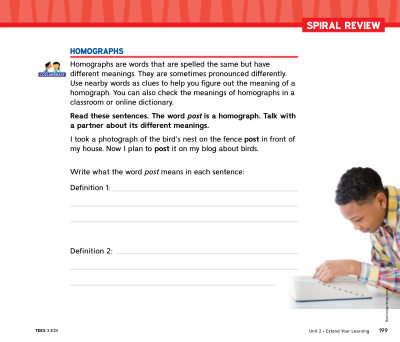 SPIRAL REVIEW
HOMOGRAPHS
COLLABORATE
Homographs are words that are spelled the same but have
different meanings. They are sometimes pronounced differently.
Use nearby words as clues to help you figure out the meaning of a
homograph. You can also check the meanings of homographs in a
classroom or online dictionary.
Read these sentences. The word post is a homograph. Talk with
a partner about its different meanings.
I took a photograph of the bird's nest on the fence post in front of
my house. Now I plan to post it on my blog about birds.
Write what the word post means in each sentence:
Definition 1:
Definition 2:
Unit 2 • Extend Your Learning
199